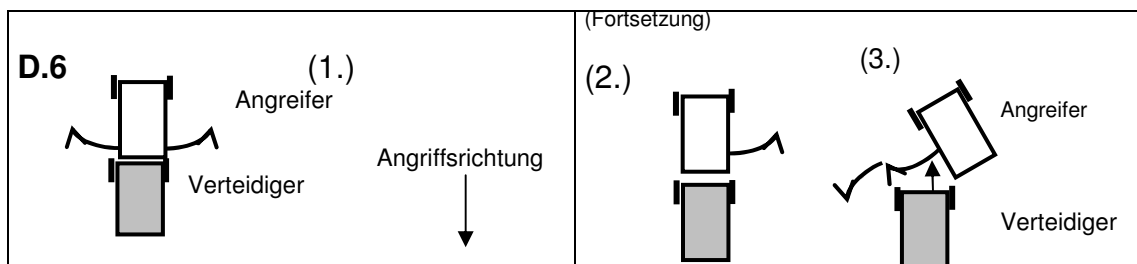 D.6
(1.)
Angreifer
Verteidiger
Angriffsrichtung
(Fortsetzung)
(2.)
(3.)
Angreifer
Verteidiger